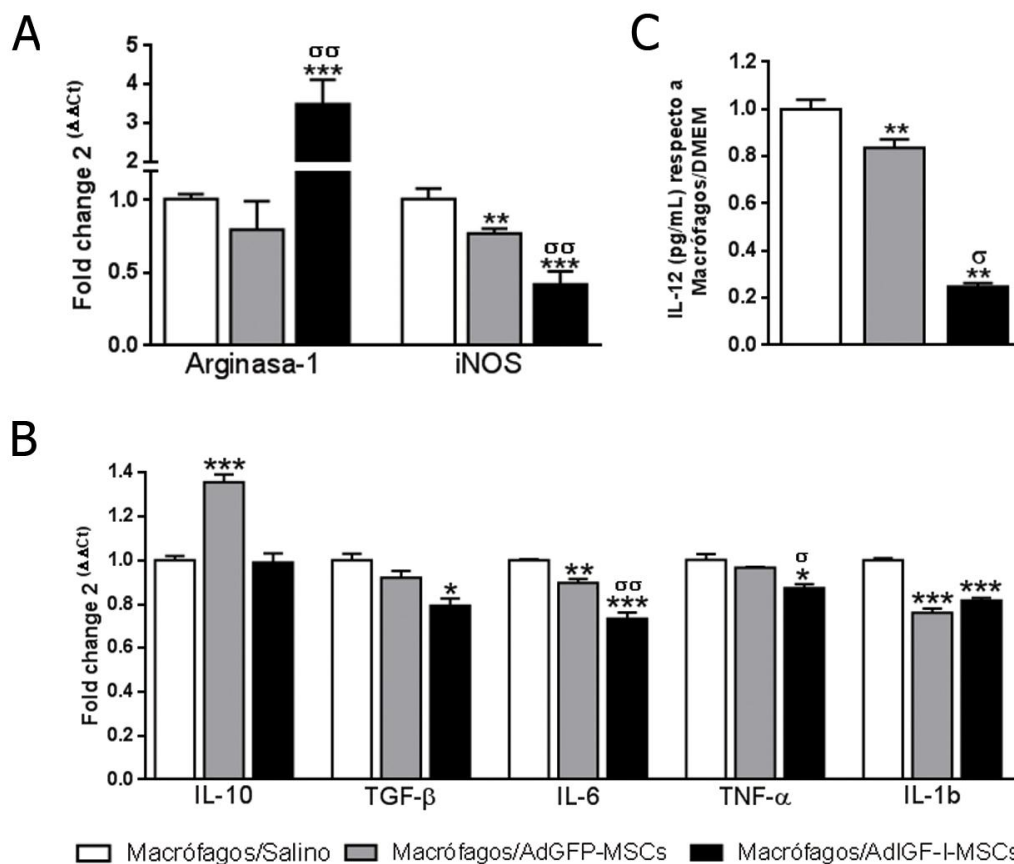 A
Fold change 2 (ΔΔCt)
5
4
3
2
1.0
0.5
0.0
σσ
***
**
σσ
***
Arginasa-1
iNOS
C
IL-12 (pg/mL) respecto a
Macrófagos/DMEM
1.2
1.0
0.8
0.6
0.4
0.2
0.0
**
σ
**
B
Fold change 2 (ΔΔCt)
1.4
1.2
1.0
0.8
0.6
0.4
0.2
0.0
***
*
**
σσ
***
σ
*
***
***
IL-10
TGF-β
IL-6
TNF-α
IL-1b
Macrófagos/Salino
Macrófagos/AdGFP-MSCs
Macrófagos/AdIGF-I-MSCs